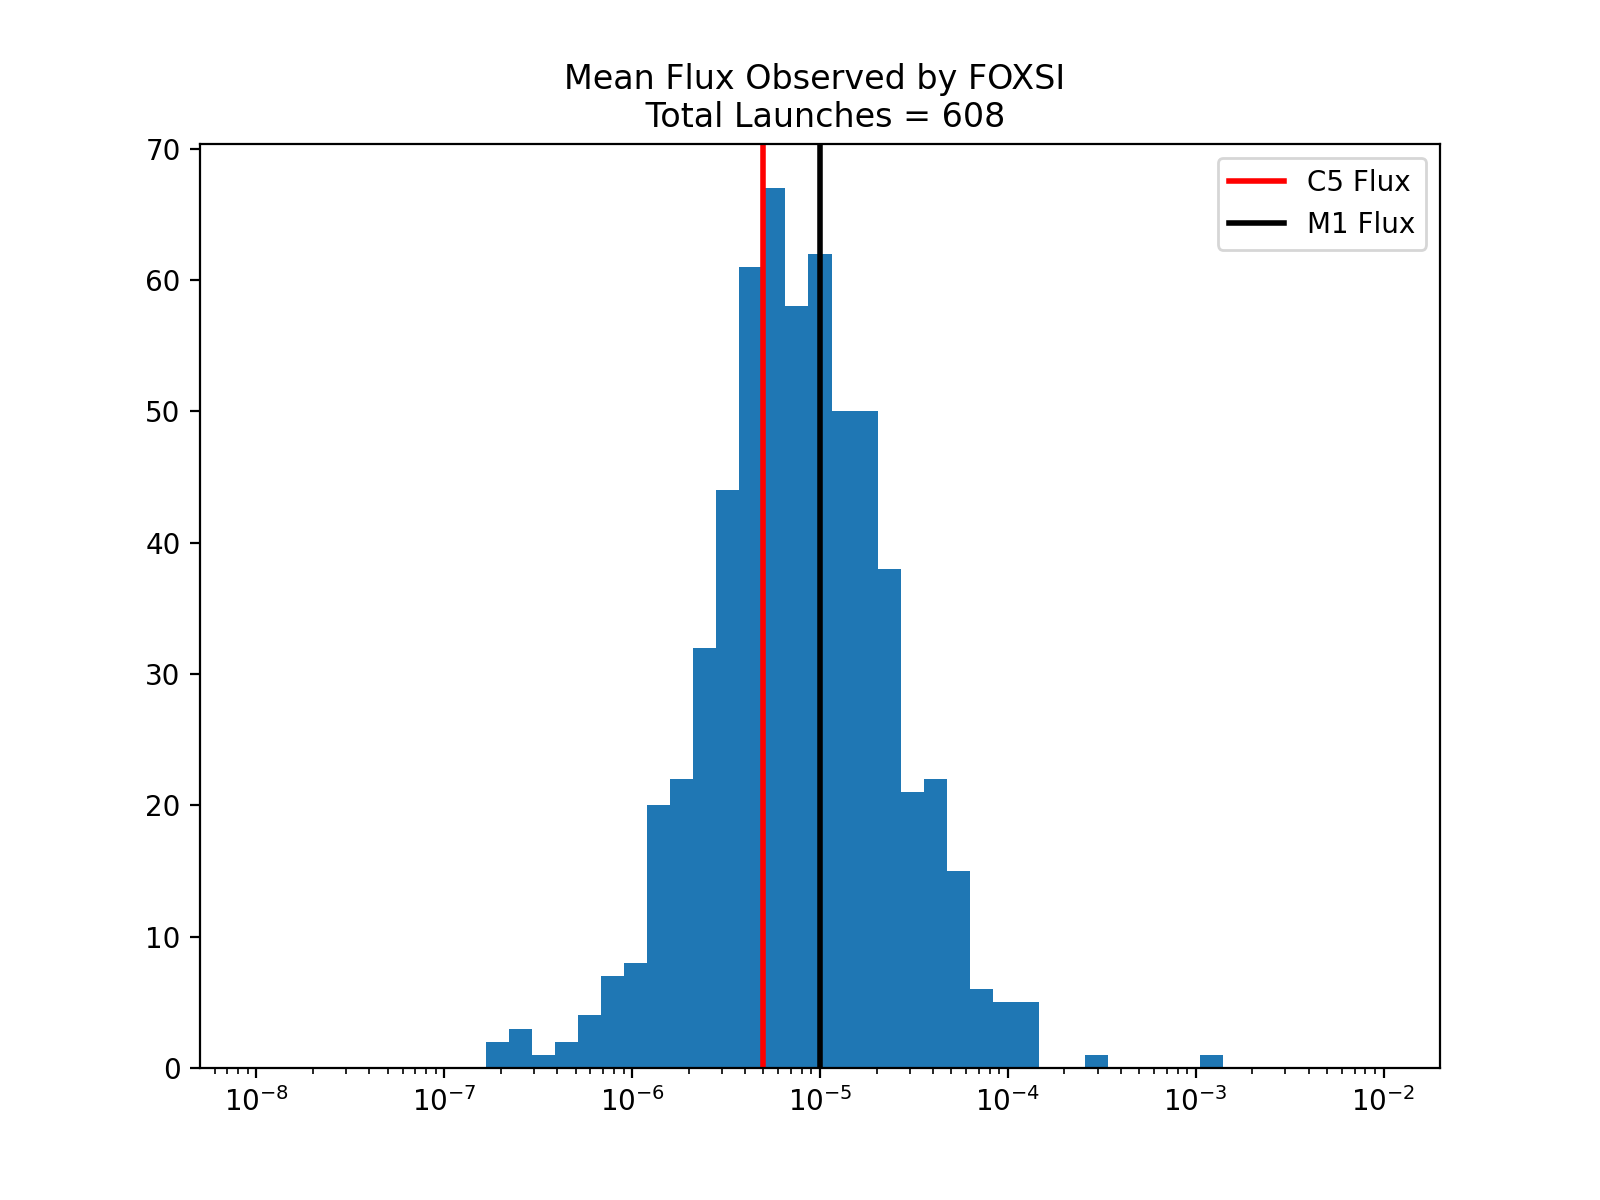 Mean Flux Observed by FOXSI
Total Launches = 608
C5 Flux
M1 Flux
70
60
50
40
30
20
10
0
10⁻⁸ 10⁻⁷ 10⁻⁶ 10⁻⁵ 10⁻⁴ 10⁻³ 10⁻²